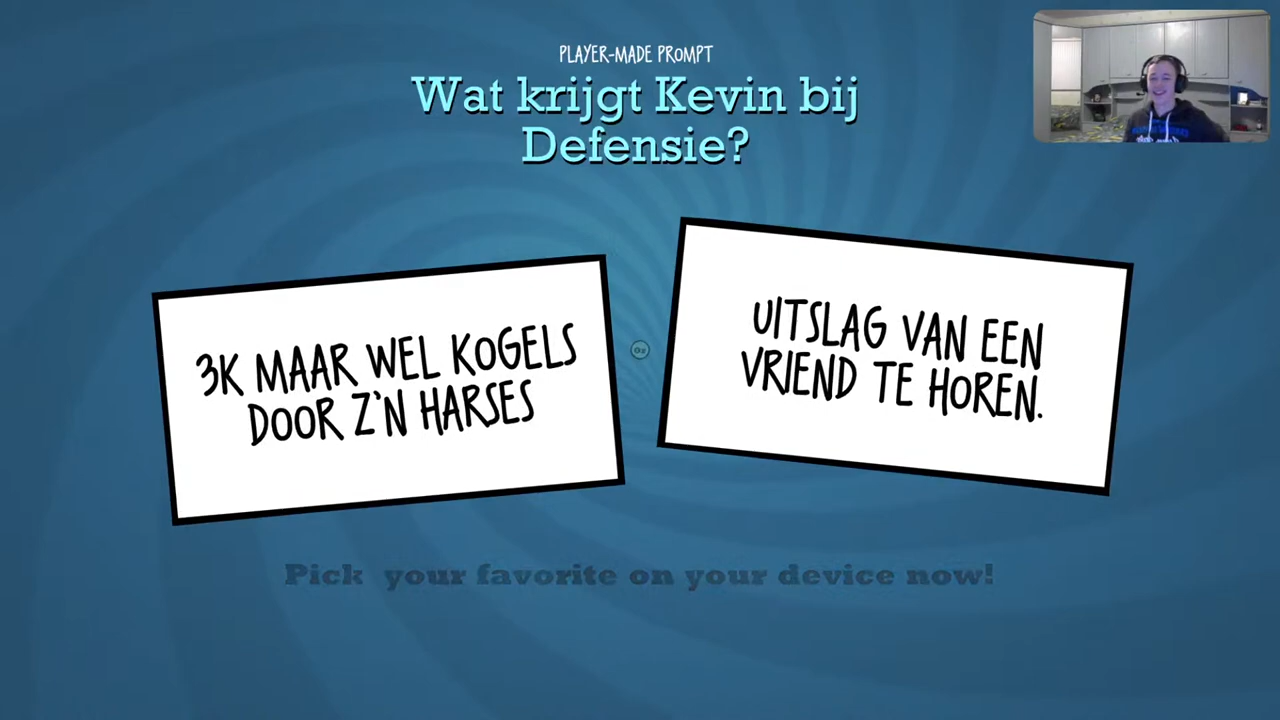 PLAYER-MADE PROMPT
Wat krijgt Kevin bij
Defensie?
3K MAAR WEL KOGELS
DOOR Z'N HARSES
OR
UITSLAG VAN EEN
VRIEND TE HOREN.
Pick your favorite on your device now!